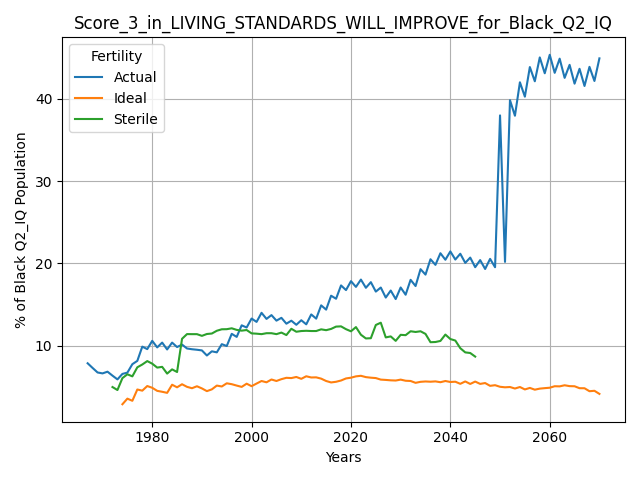 Score_3_in_LIVING_STANDARDS_WILL_IMPROVE_for_Black_Q2_IQ
Fertility
Actual
Ideal
Sterile
% of Black Q2_IQ Population
40
30
20
10
1980
2000
2020
2040
2060
Years